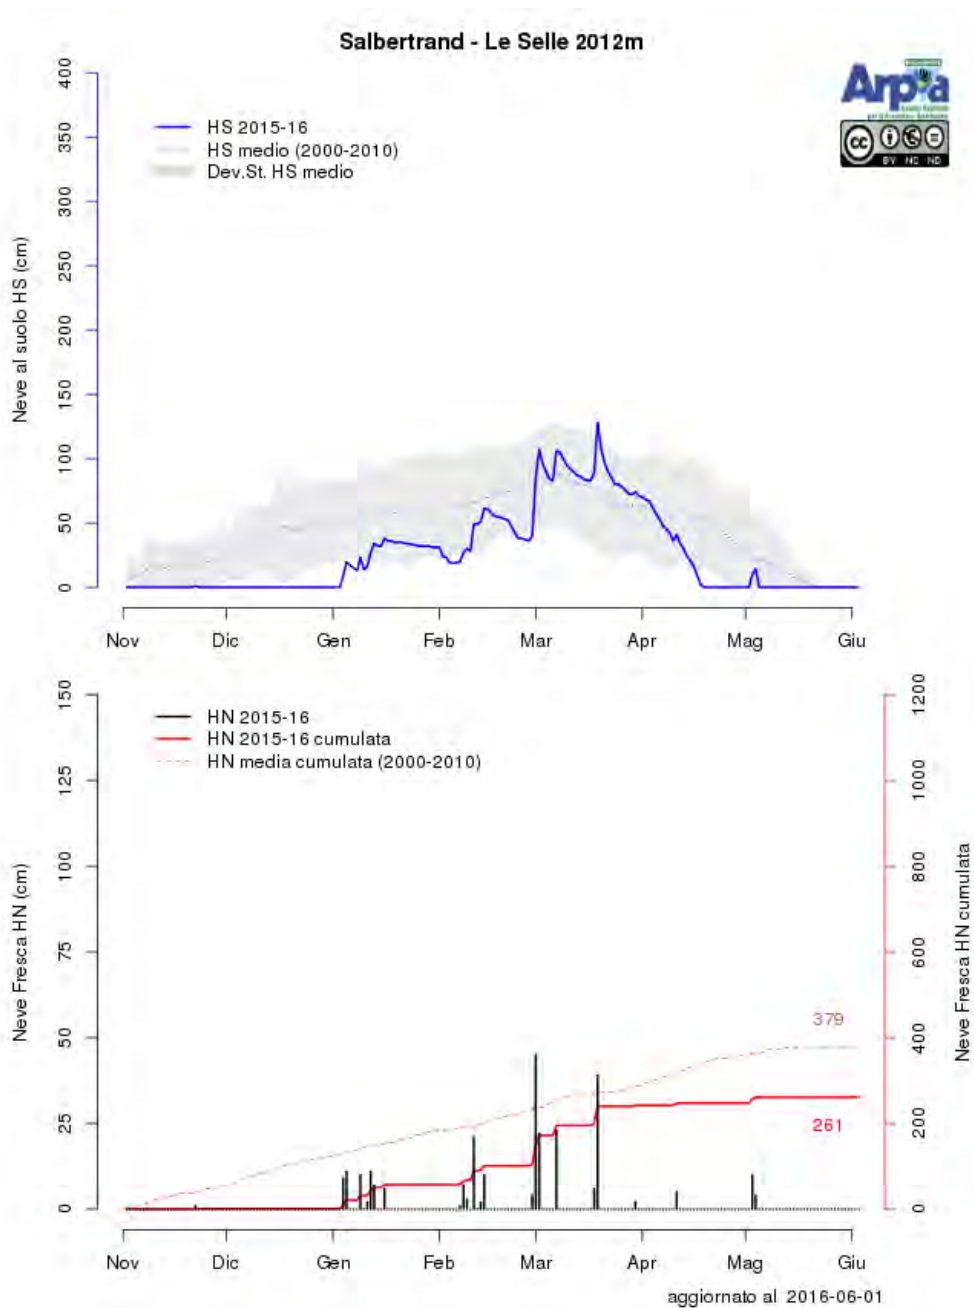 Salbertrand - Le Selle 2012m
Arpa
cc
BY NC ND
HS 2015-16
HS medio (2000-2010)
Dev.St. HS medio
Neve al suolo HS (cm)
400
350
300
250
200
150
100
50
0
Nov Dic Gen Feb Mar Apr Mag Giu
HN 2015-16
HN 2015-16 cumulata
HN media cumulata (2000-2010)
Neve Fresca HN (cm)
150
125
100
75
50
25
0
Neve Fresca HN cumulata
1200
1000
800
600
400
200
0
379
261
Nov Dic Gen Feb Mar Apr Mag Giu
aggiornato al 2016-06-01